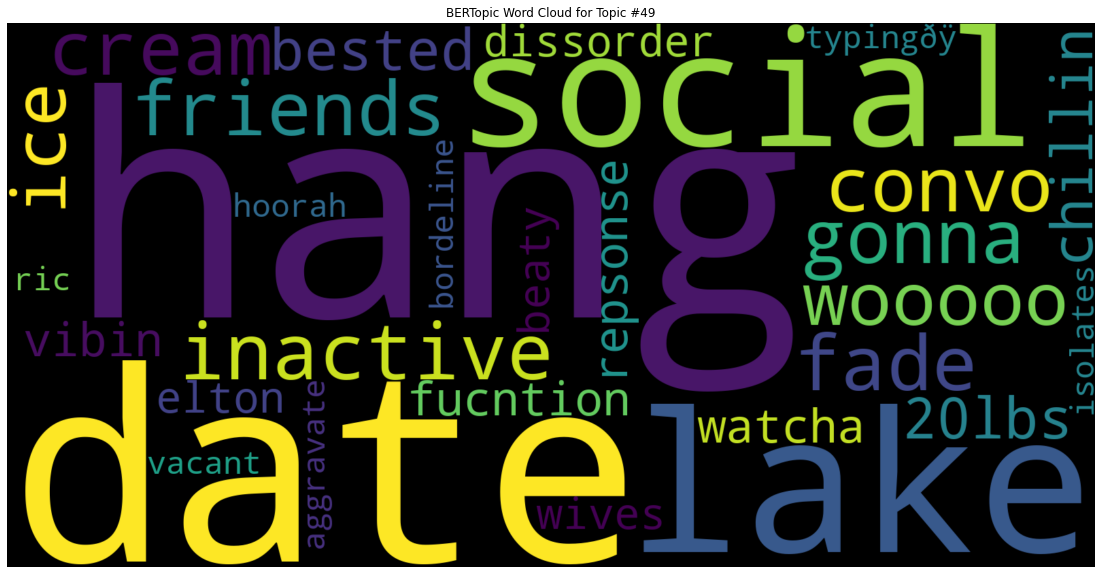 BERTopic Word Cloud for Topic #49
cream
bested
dissorder
typingðÿ
social
friends
ice
hang
chillin
hoorah
bordeline
convo
repsonse
beaty
gonna
ric
wooooo
isolates
vibin
inactive
fade
date
elton
aggravate
fucntion
watcha
20lbs
lake
vacant
wives